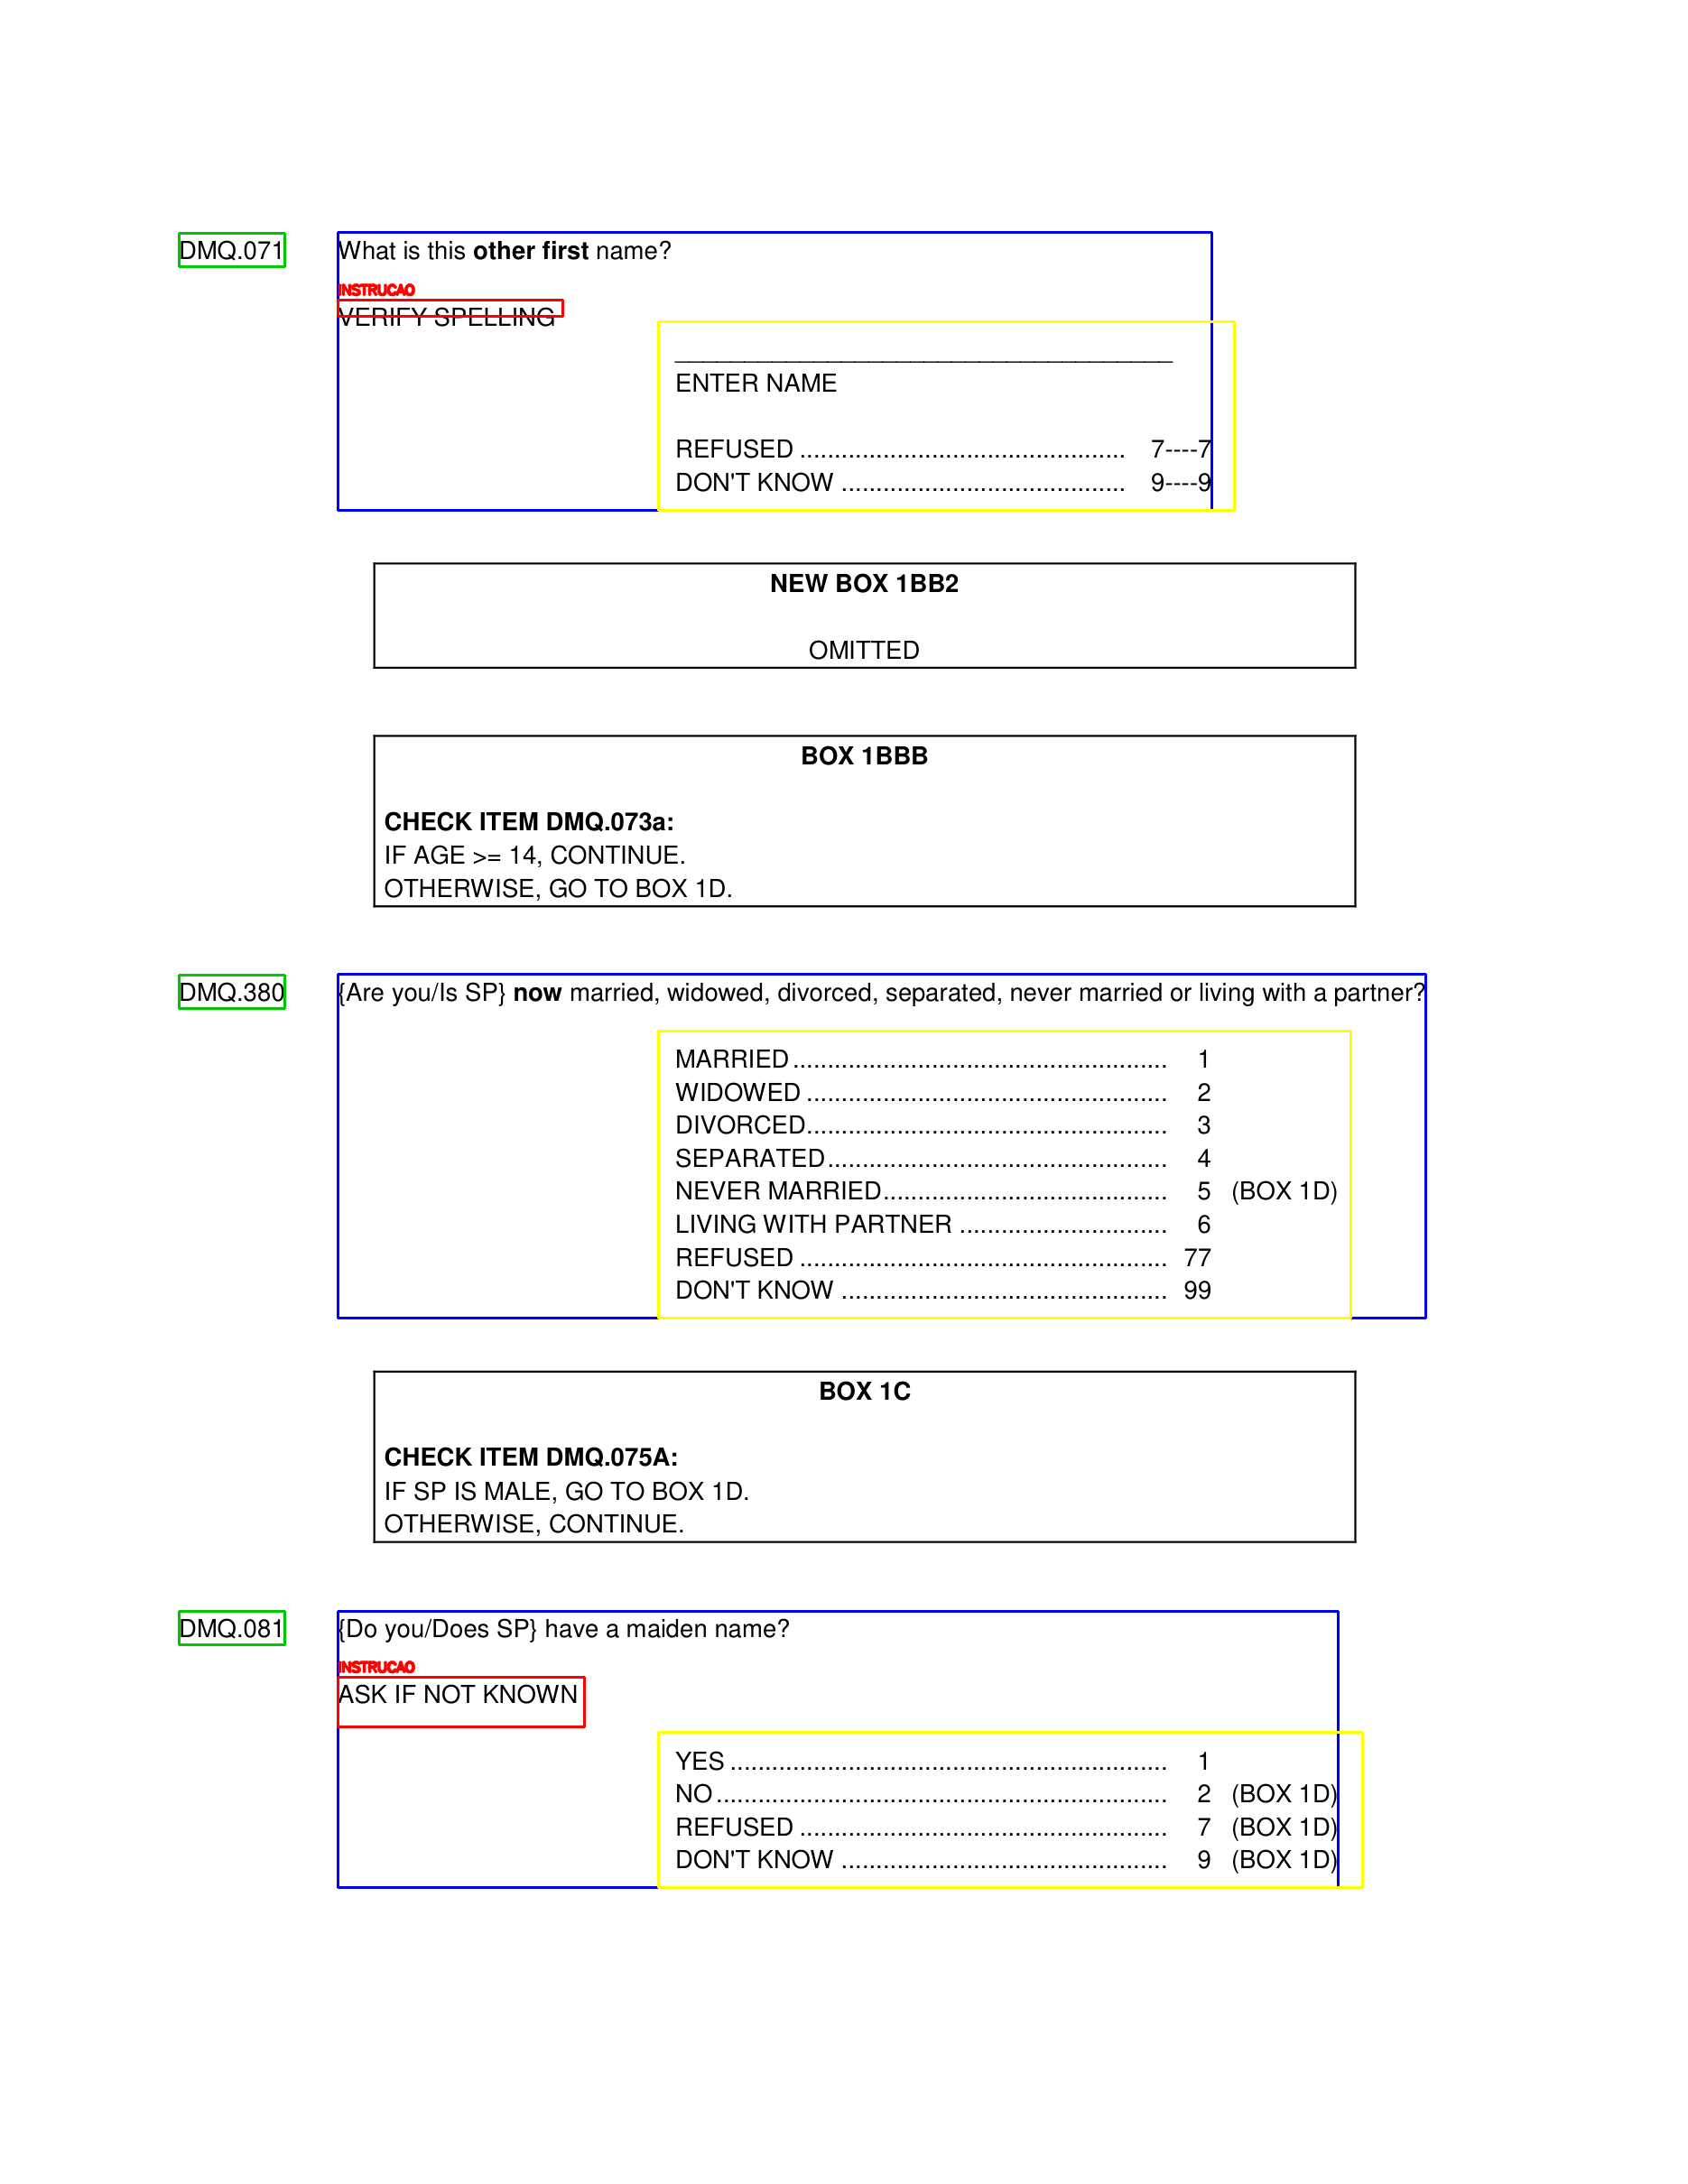 DMQ.071 What is this other first name?
INSTRUCAO
VERIFY SPELLING
____________________________________
ENTER NAME
REFUSED ............................................... 7----7
DON'T KNOW ......................................... 9----9
NEW BOX 1BB2
OMITTED
BOX 1BBB
CHECK ITEM DMQ.073a:
IF AGE >= 14, CONTINUE.
OTHERWISE, GO TO BOX 1D.
DMQ.380 {Are you/Is SP} now married, widowed, divorced, separated, never married or living with a partner?
MARRIED ...................................................... 1
WIDOWED .................................................... 2
DIVORCED.................................................... 3
SEPARATED................................................. 4
NEVER MARRIED......................................... 5 (BOX 1D)
LIVING WITH PARTNER .............................. 6
REFUSED ..................................................... 77
DON'T KNOW ............................................... 99
BOX 1C
CHECK ITEM DMQ.075A:
IF SP IS MALE, GO TO BOX 1D.
OTHERWISE, CONTINUE.
DMQ.081 {Do you/Does SP} have a maiden name?
INSTRUCAO
ASK IF NOT KNOWN
YES ............................................................... 1
NO ................................................................. 2 (BOX 1D)
REFUSED ..................................................... 7 (BOX 1D)
DON'T KNOW ............................................... 9 (BOX 1D)